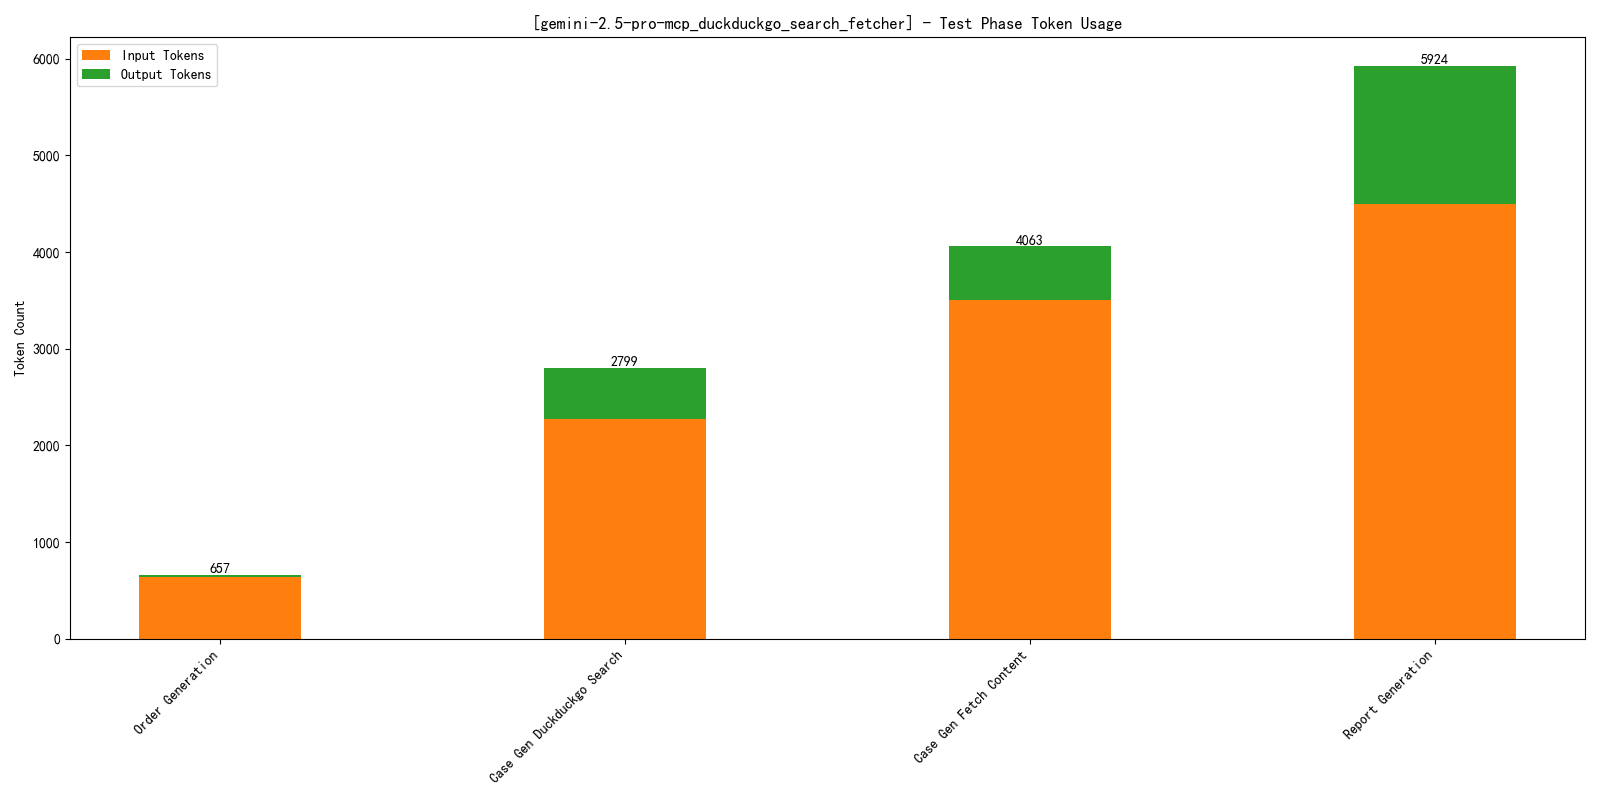 [gemini-2.5-pro-mcp_duckduckgo_search_fetcher] - Test Phase Token Usage
Input Tokens
Output Tokens
Token Count
6000
5000
4000
3000
2000
1000
0
657
2799
4063
5924
Order Generation
Case Gen Duckduckgo Search
Case Gen Fetch Content
Report Generation